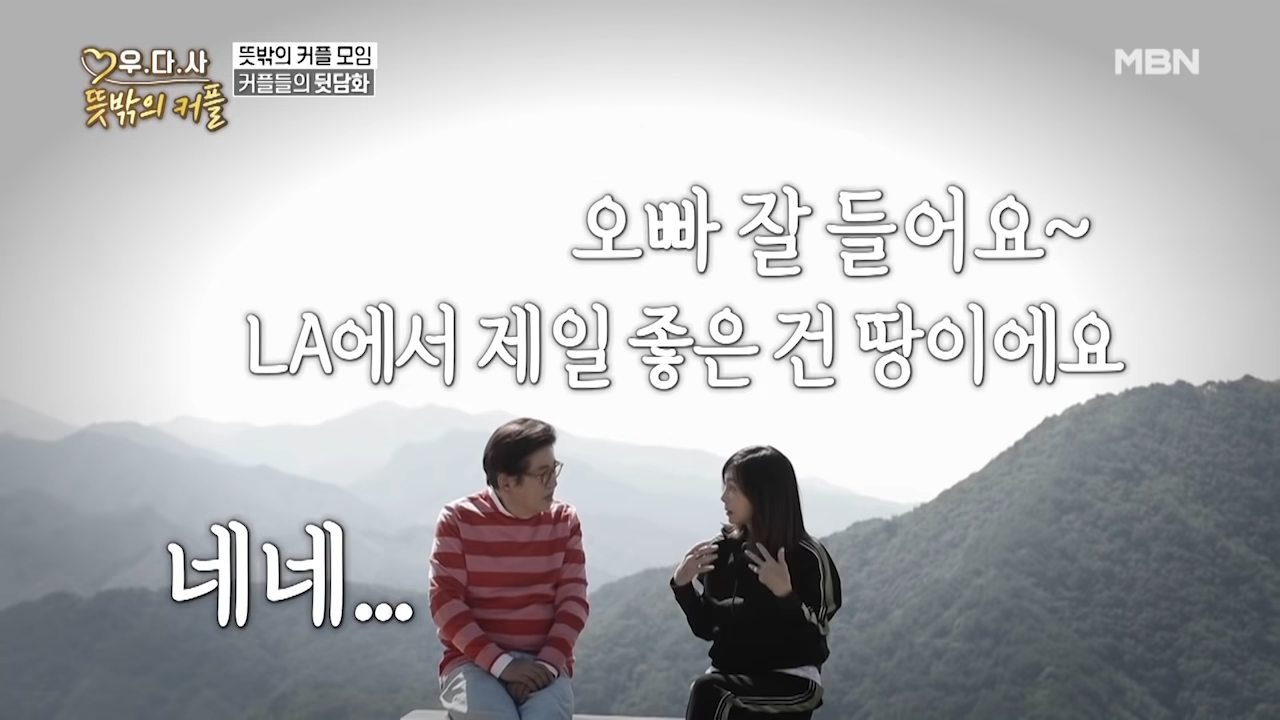 우.다.사
뜻밖의 커플
뜻밖의 커플 모임
커플들의 뒷담화
MBN
오빠 잘 들어요~
LA에서 제일 좋은 건 땅이에요
네네...